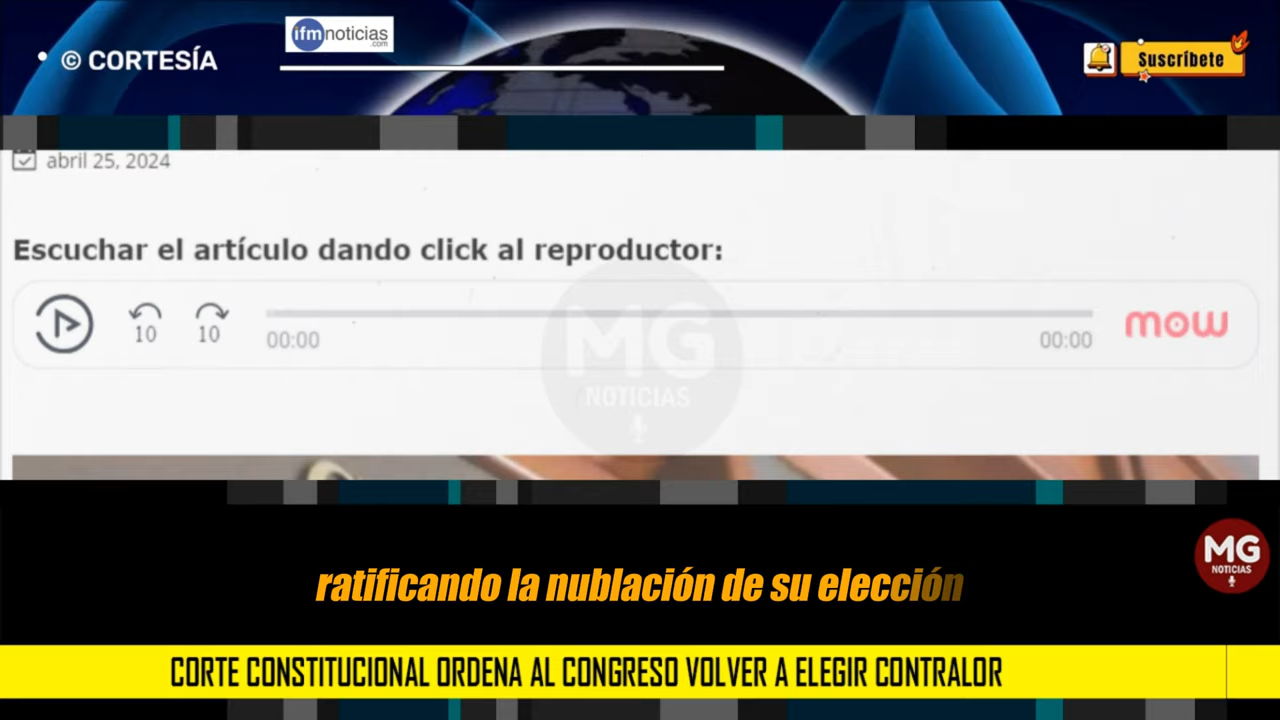 © CORTESÍA
ifmnoticias
.com
Suscríbete
abril 25, 2024
Escuchar el artículo dando click al reproductor:
10
10
00:00
00:00
mow
MG
NOTICIAS
ratificando la nublación de su elección
MG
NOTICIAS
CORTE CONSTITUCIONAL ORDENA AL CONGRESO VOLVER A ELEGIR CONTRALOR